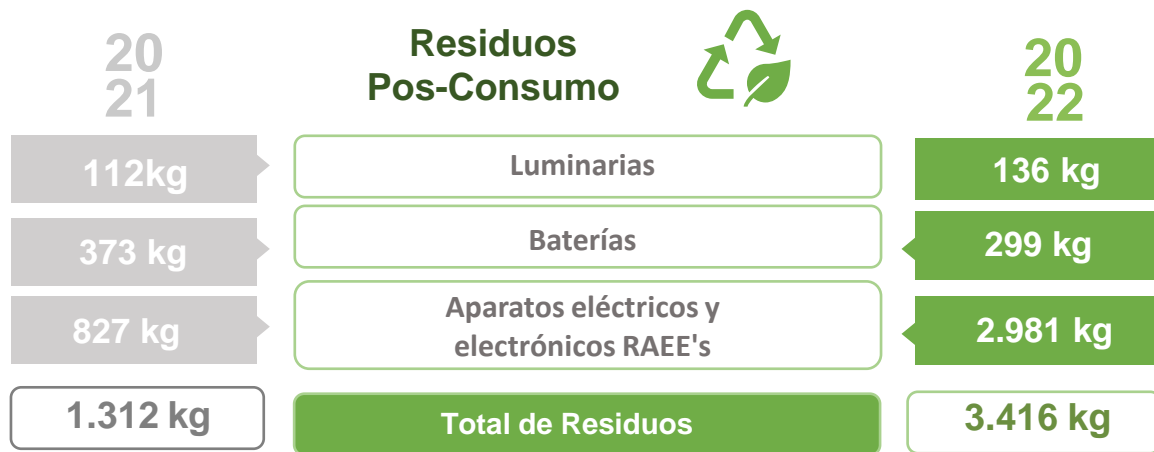 20
21
Residuos
Pos-Consumo
20
22
112kg
Luminarias
136 kg
373 kg
Baterías
299 kg
827 kg
Aparatos eléctricos y
electrónicos RAEE's
2.981 kg
1.312 kg
Total de Residuos
3.416 kg